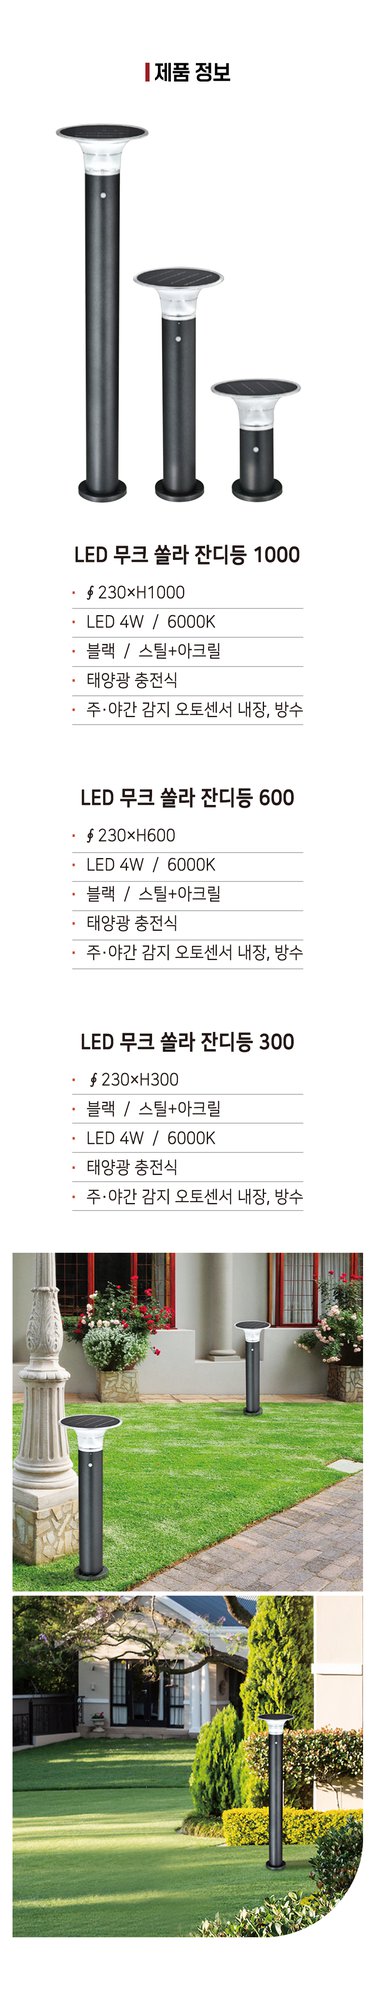 제품 정보
LED 무크 쏠라 잔디등 1000
· ∮230×H1000
· LED 4W / 6000K
· 블랙 / 스틸+아크릴
· 태양광 충전식
· 주·야간 감지 오토센서 내장, 방수
LED 무크 쏠라 잔디등 600
· ∮230×H600
· LED 4W / 6000K
· 블랙 / 스틸+아크릴
· 태양광 충전식
· 주·야간 감지 오토센서 내장, 방수
LED 무크 쏠라 잔디등 300
· ∮230×H300
· 블랙 / 스틸+아크릴
· LED 4W / 6000K
· 태양광 충전식
· 주·야간 감지 오토센서 내장, 방수